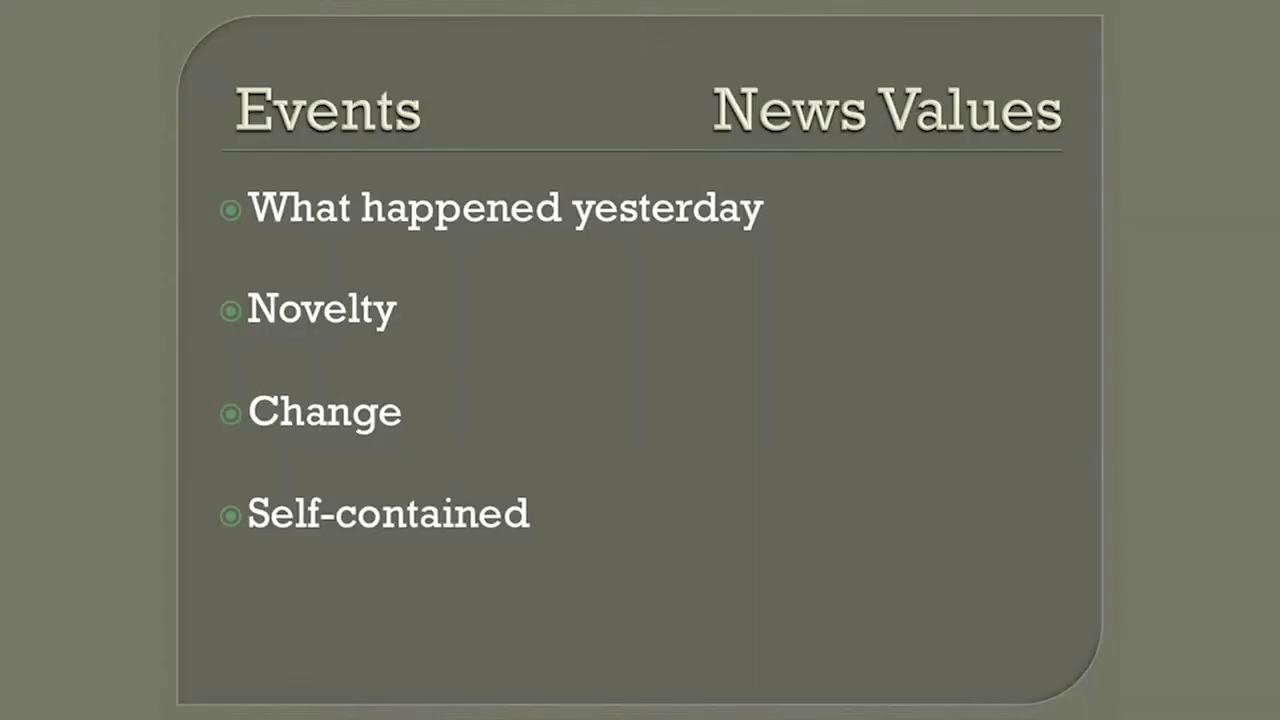 Events News Values
What happened yesterday
Novelty
Change
Self-contained